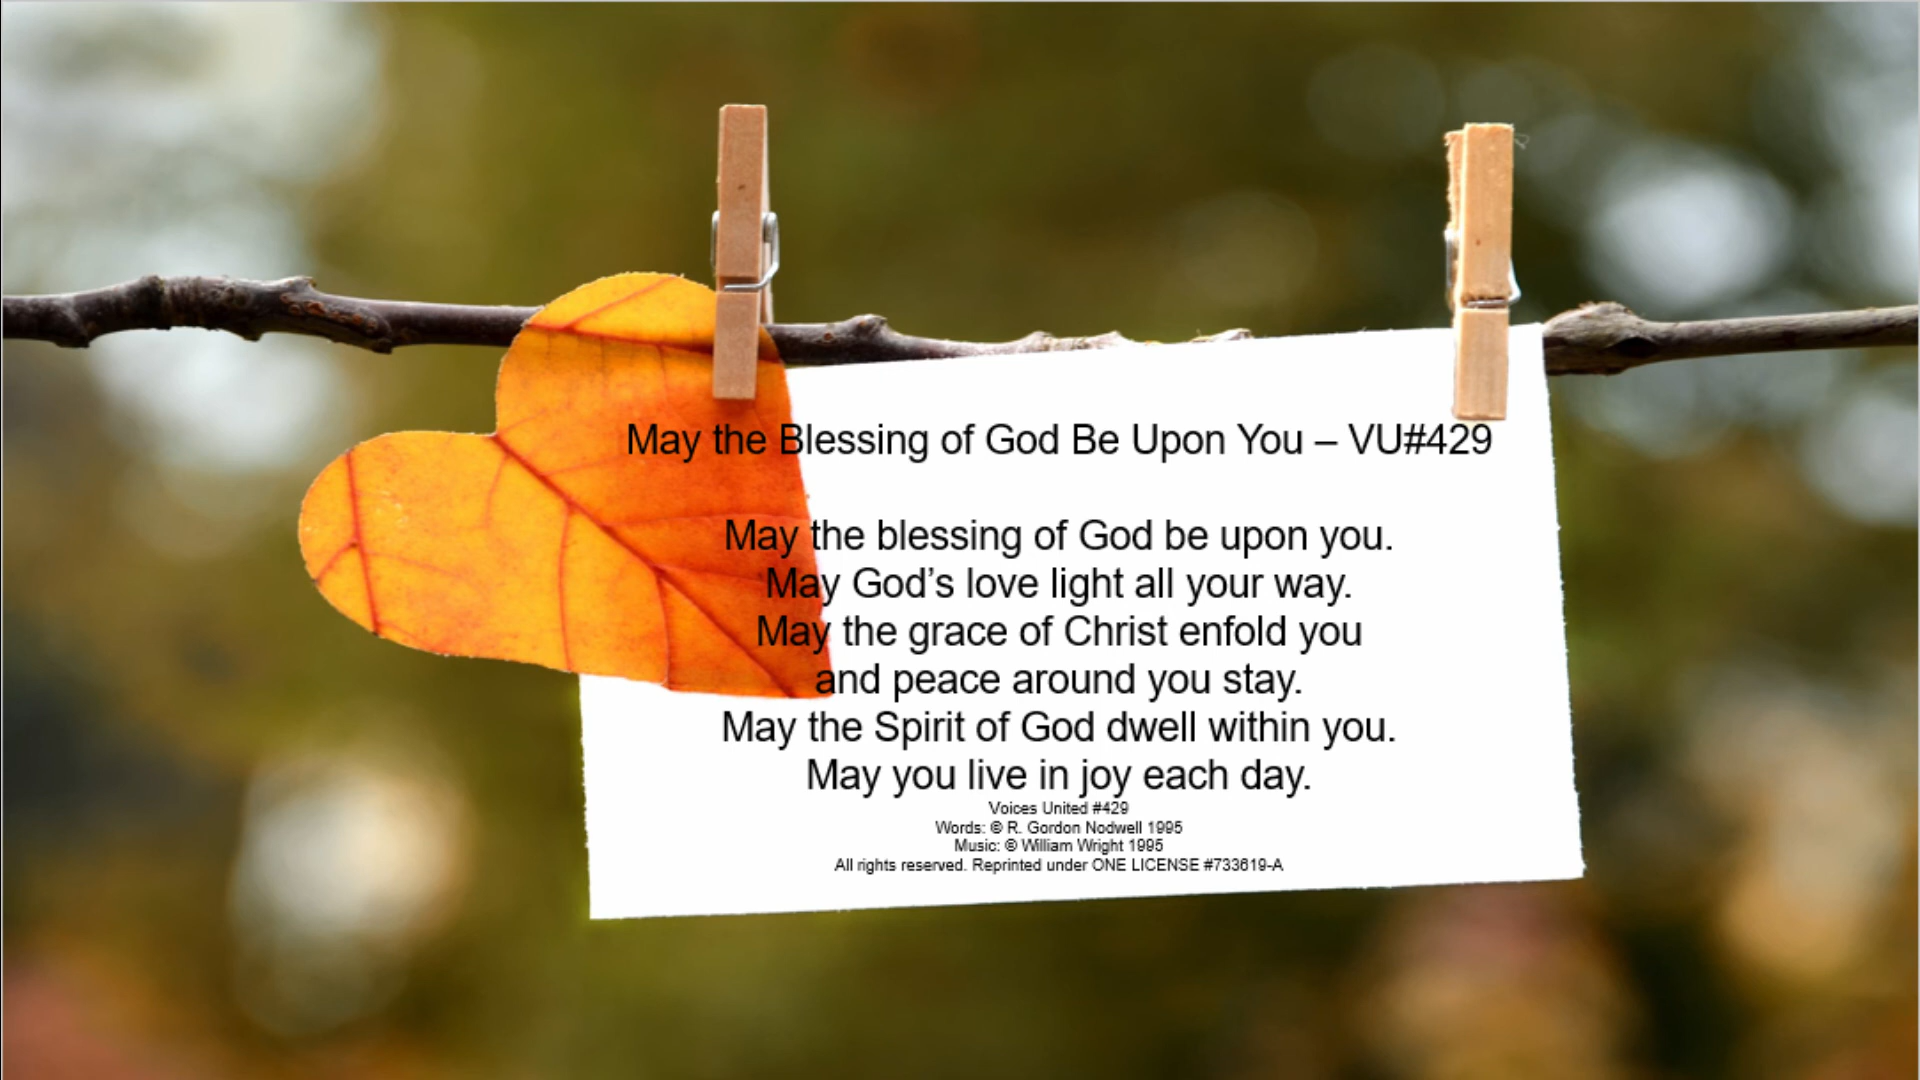 May the Blessing of God Be Upon You – VU#429
May the blessing of God be upon you.
May God’s love light all your way.
May the grace of Christ enfold you
and peace around you stay.
May the Spirit of God dwell within you.
May you live in joy each day.
Voices United #429
Words: © R. Gordon Nodwell 1995
Music: © William Wright 1995
All rights reserved. Reprinted under ONE LICENSE #733619-A